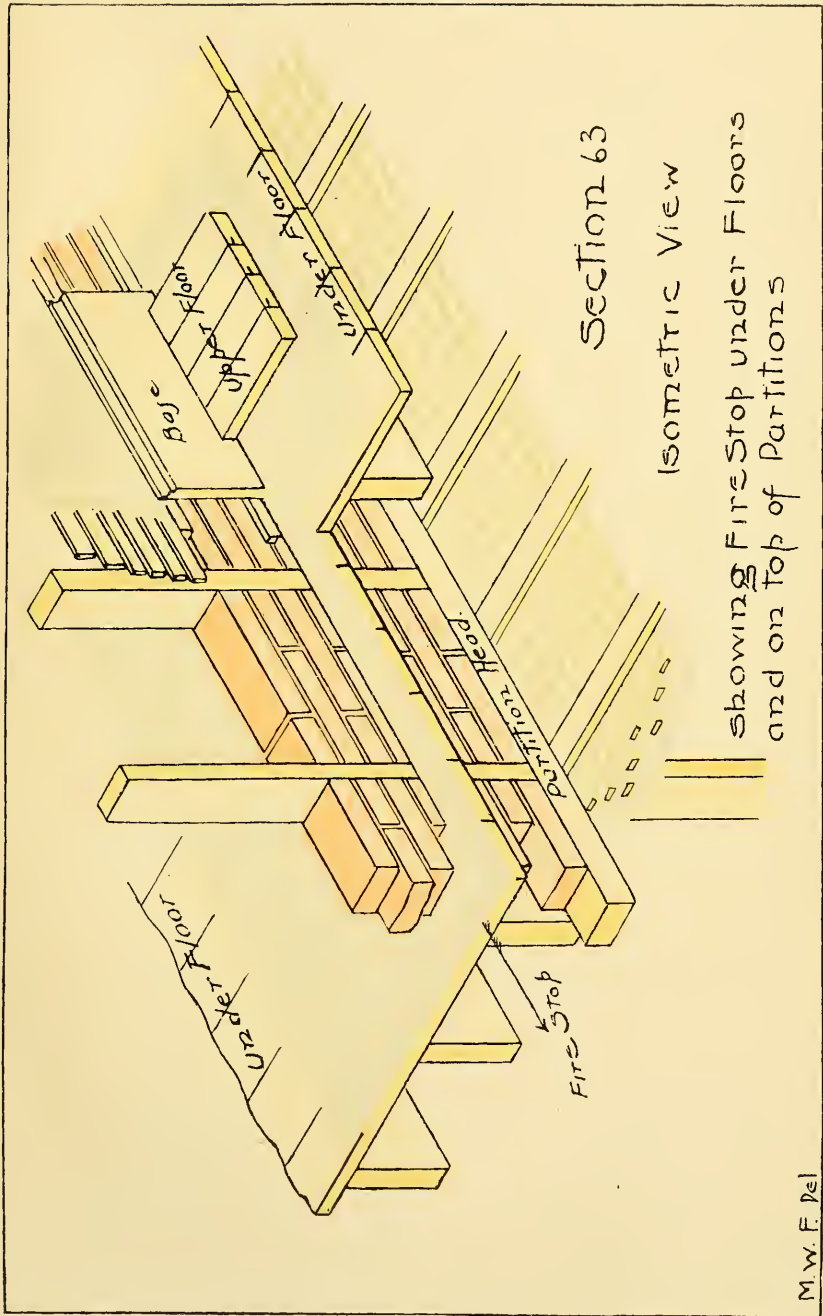 Under Floor
Base
Upper Floor
Under Floor
Partition Head.
Fire Stop
Section 63
Isometric View
showing Fire Stop under Floors
and on top of Partitions
M.W.F. Del